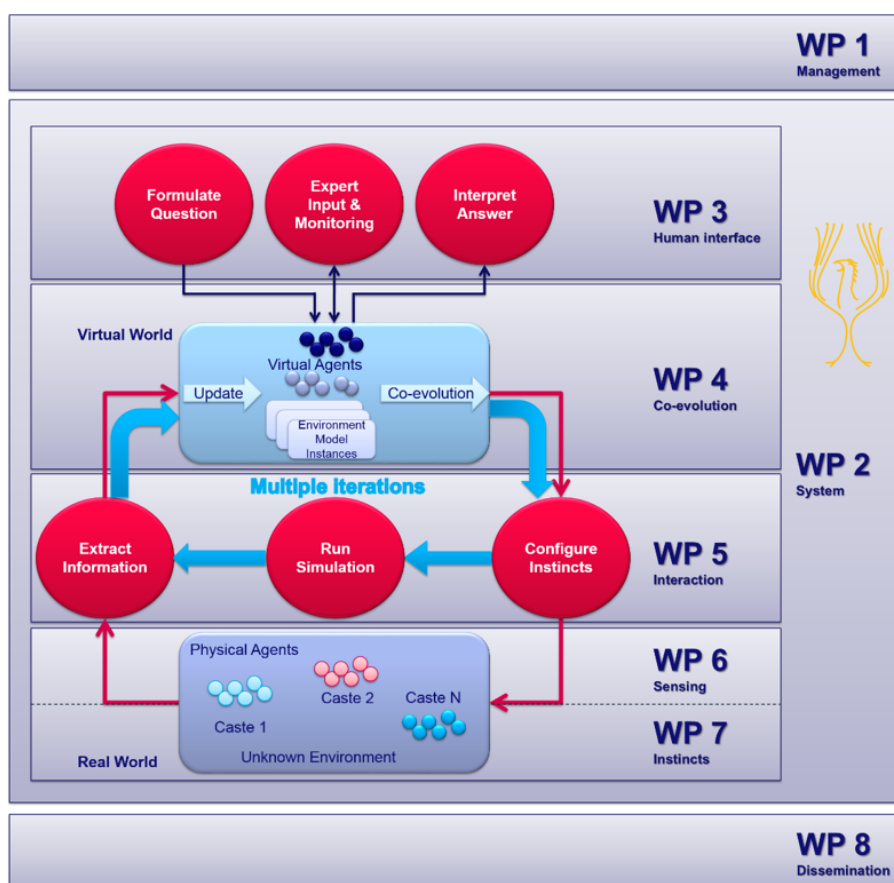 WP 1
Management
Formulate
Question
Expert
Input &
Monitoring
Interpret
Answer
WP 3
Human interface
Virtual World
Virtual Agents
Update
Co-evolution
Environment
Model
Instances
WP 4
Co-evolution
WP 2
System
Multiple Iterations
Extract
Information
Run
Simulation
Configure
Instincts
WP 5
Interaction
Physical Agents
Caste 1
Caste 2
Caste N
Unknown Environment
Real World
WP 6
Sensing
WP 7
Instincts
WP 8
Dissemination